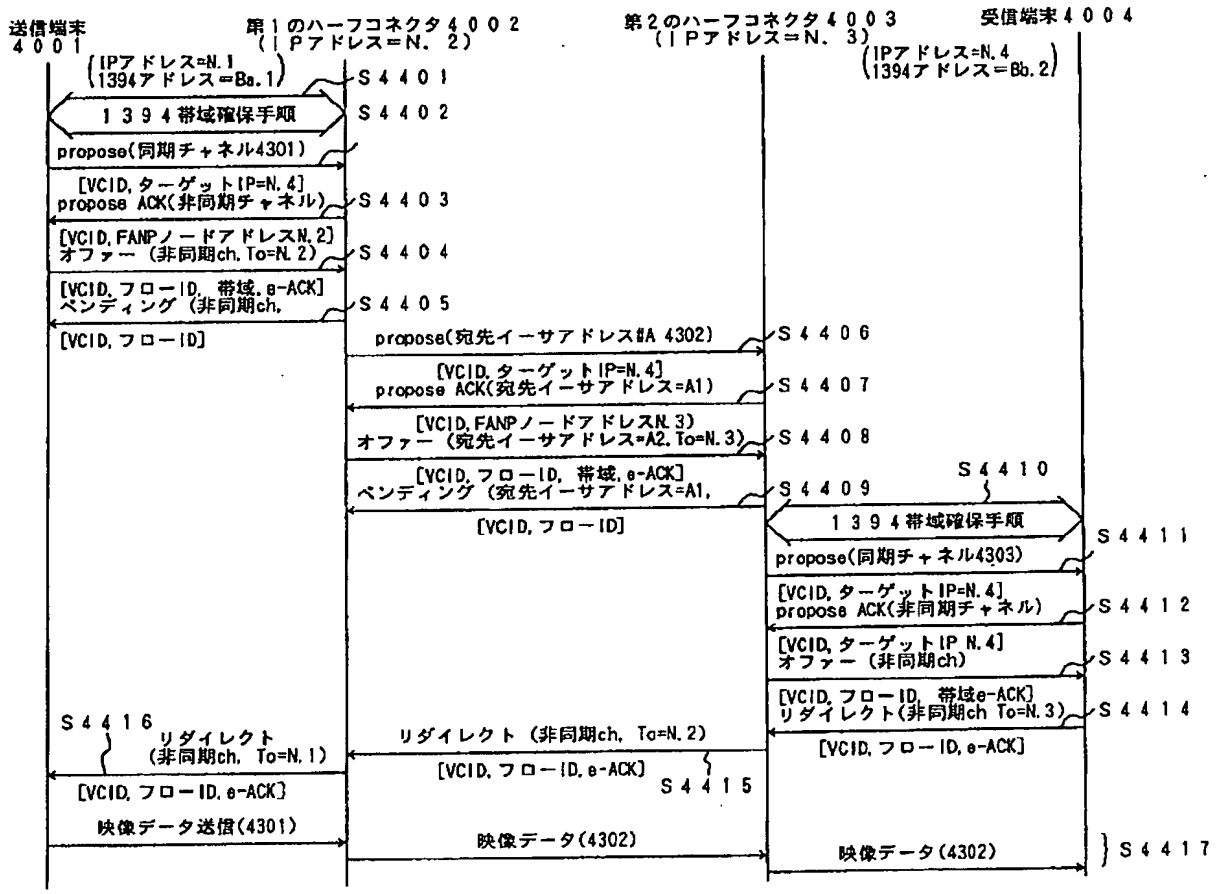 送信端末
4001
第1のハーフコネクタ4002
(IPアドレス=N. 2)
第2のハーフコネクタ4003
(IPアドレス=N. 3)
受信端末4004
(IPアドレス=N.1
1394アドレス=Ba.1)
(IPアドレス=N.4
1394アドレス=Bb.2)
S4401
1394帯域確保手順
S4402
propose(同期チャネル4301)
[VCID,ターゲットIP=N.4]
propose ACK(非同期チャネル)
S4403
[VCID,FANPノードアドレスN.2]
オファー (非同期ch.To=N.2)
S4404
[VCID,フローID, 帯域,e-ACK]
ペンディング (非同期ch,
S4405
[VCID,フローID]
propose(宛先イーサアドレス#A 4302)
S4406
[VCID,ターゲットIP=N.4]
propose ACK(宛先イーサアドレス=A1)
S4407
[VCID,FANPノードアドレスN.3)
オファー (宛先イーサアドレス=A2,To=N.3)
S4408
[VCID,フローID, 帯域,e-ACK]
ペンディング (宛先イーサアドレス=A1,
S4409
[VCID,フローID]
S4410
1394帯域確保手順
S4411
propose(同期チャネル4303)
[VCID,ターゲットIP=N.4]
propose ACK(非同期チャネル)
S4412
[VCID,ターゲットIP N.4]
オファー (非同期ch)
S4413
[VCID,フローID, 帯域e-ACK]
リダイレクト(非同期ch To=N.3)
S4414
[VCID,フローID,e-ACK]
リダイレクト (非同期ch, To=N.2)
[VCID,フローID,e-ACK]
S4415
S4416
リダイレクト
(非同期ch, To=N.1)
[VCID,フローID,e-ACK]
映像データ送信(4301)
映像データ(4302)
映像データ(4302)
S4417